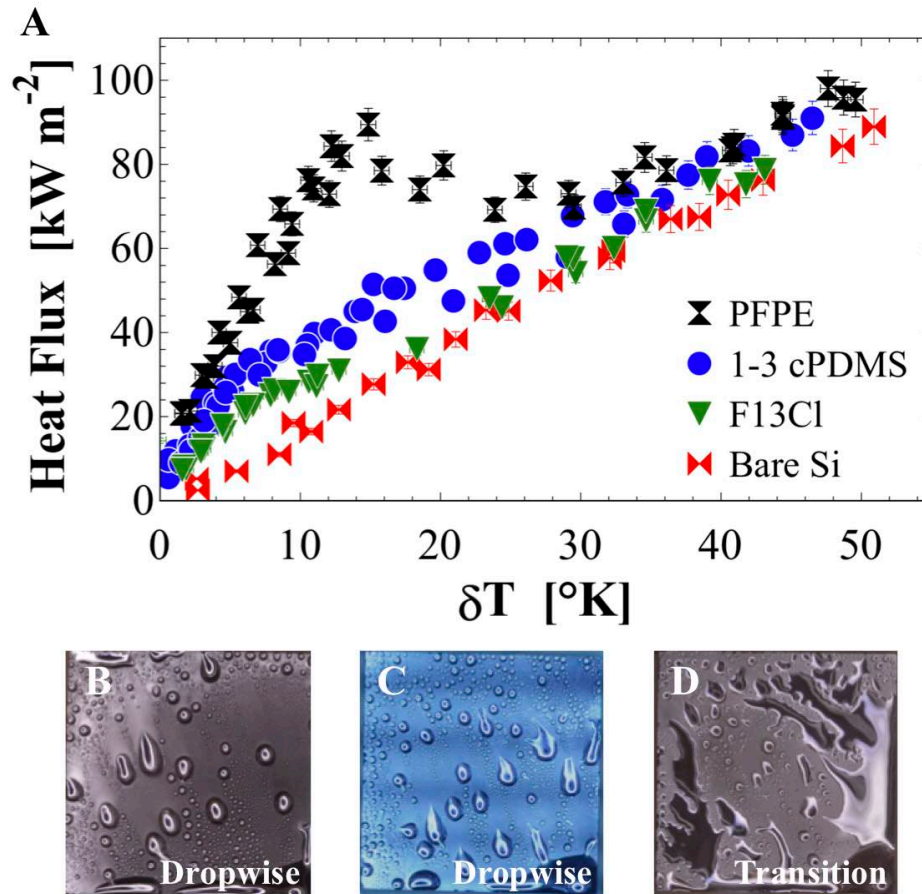 A
Heat Flux [kW m⁻²]
100
80
60
40
20
0
0 10 20 30 40 50
δT [°K]
PFPE
1-3 cPDMS
F13Cl
Bare Si
B
Dropwise
C
Dropwise
D
Transition